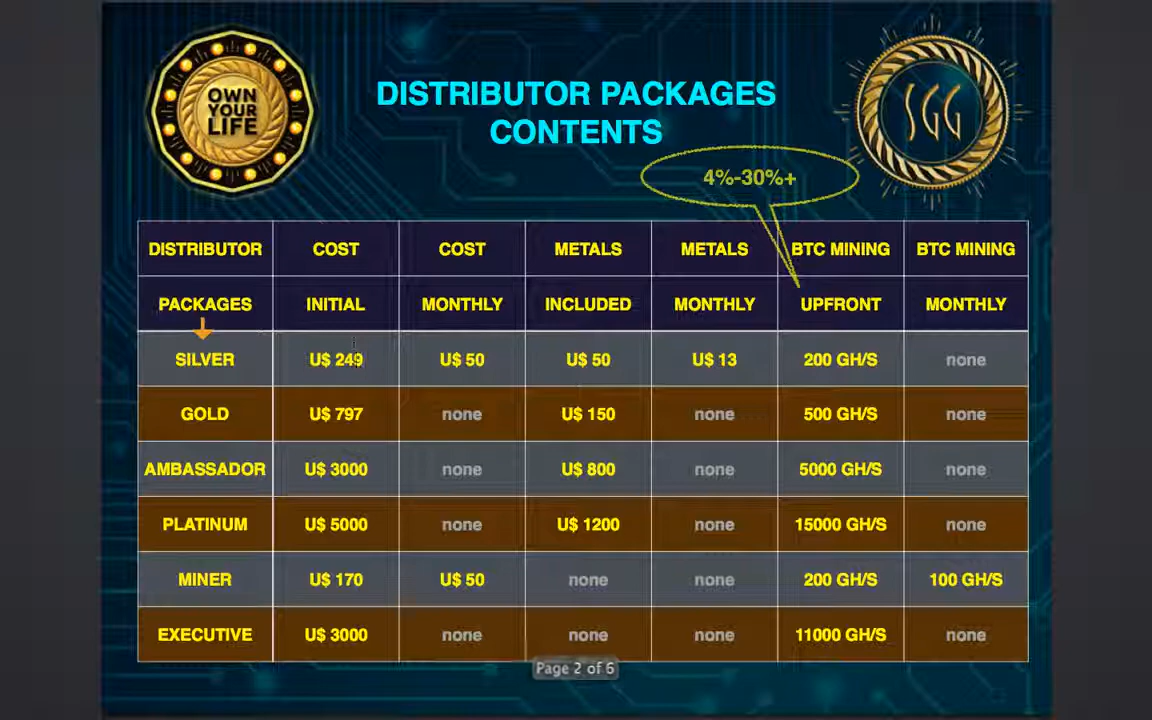 OWN
YOUR
LIFE
DISTRIBUTOR PACKAGES
CONTENTS
SGG
4%-30%+
DISTRIBUTOR COST COST METALS METALS BTC MINING BTC MINING
PACKAGES INITIAL MONTHLY INCLUDED MONTHLY UPFRONT MONTHLY
SILVER U$ 249 U$ 50 U$ 50 U$ 13 200 GH/S none
GOLD U$ 797 none U$ 150 none 500 GH/S none
AMBASSADOR U$ 3000 none U$ 800 none 5000 GH/S none
PLATINUM U$ 5000 none U$ 1200 none 15000 GH/S none
MINER U$ 170 U$ 50 none none 200 GH/S 100 GH/S
EXECUTIVE U$ 3000 none none none 11000 GH/S none
Page 2 of 6